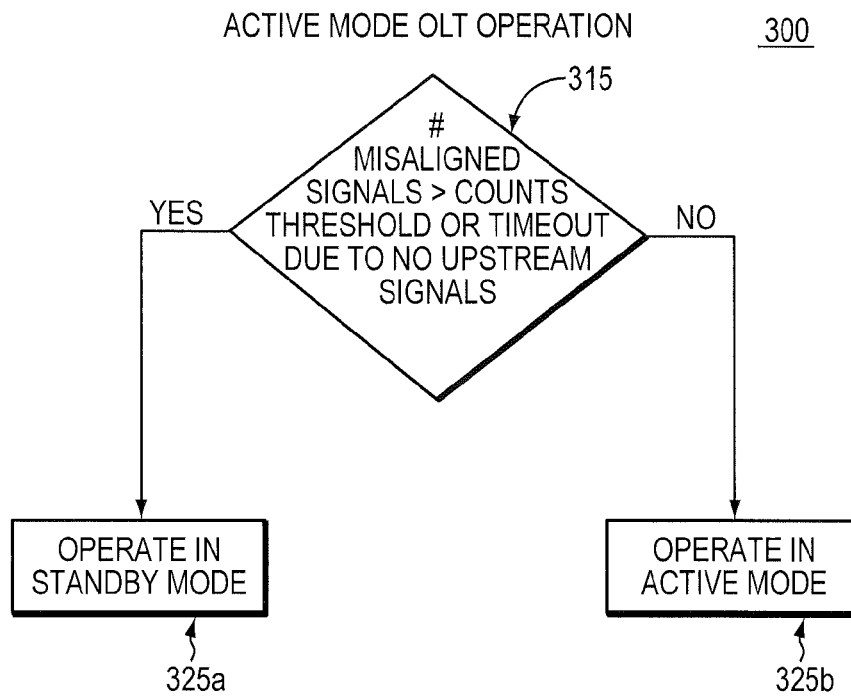 ACTIVE MODE OLT OPERATION
300
315
#
MISALIGNED
SIGNALS > COUNTS
THRESHOLD OR TIMEOUT
DUE TO NO UPSTREAM
SIGNALS
YES
NO
OPERATE IN
STANDBY MODE
OPERATE IN
ACTIVE MODE
325a
325b